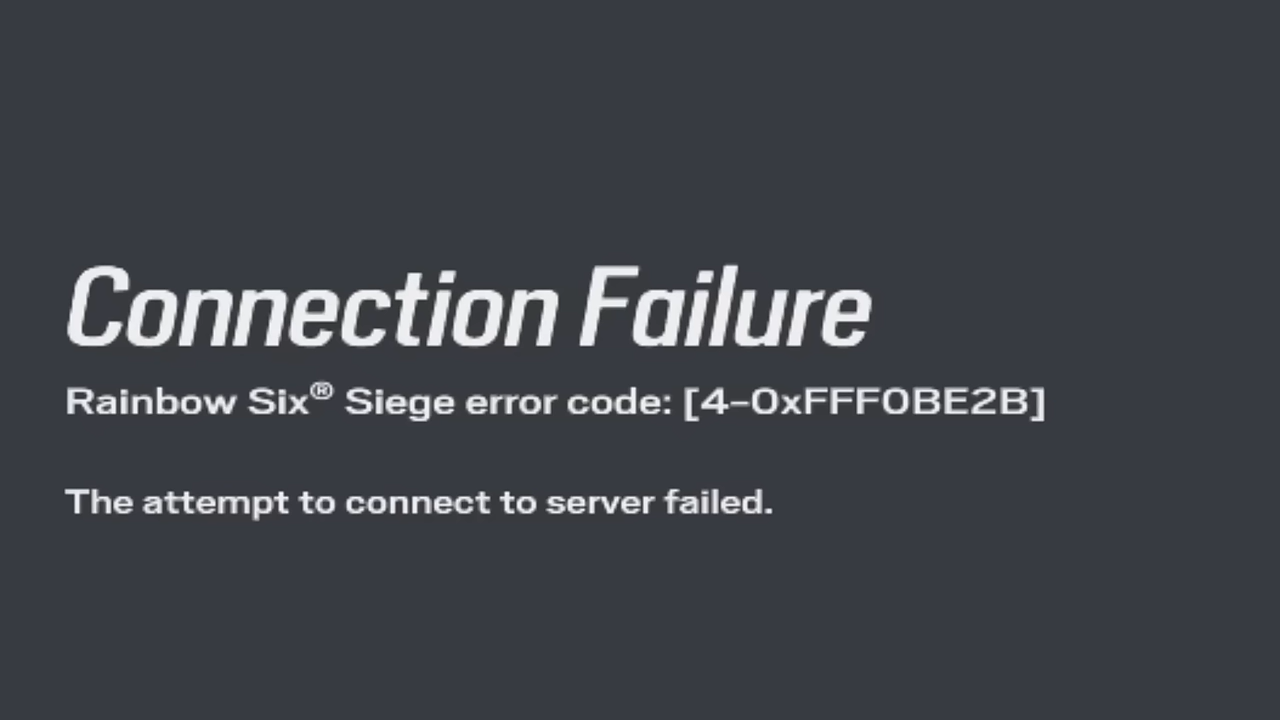 Connection Failure
Rainbow Six® Siege error code: [4-0xFFF0BE2B]
The attempt to connect to server failed.